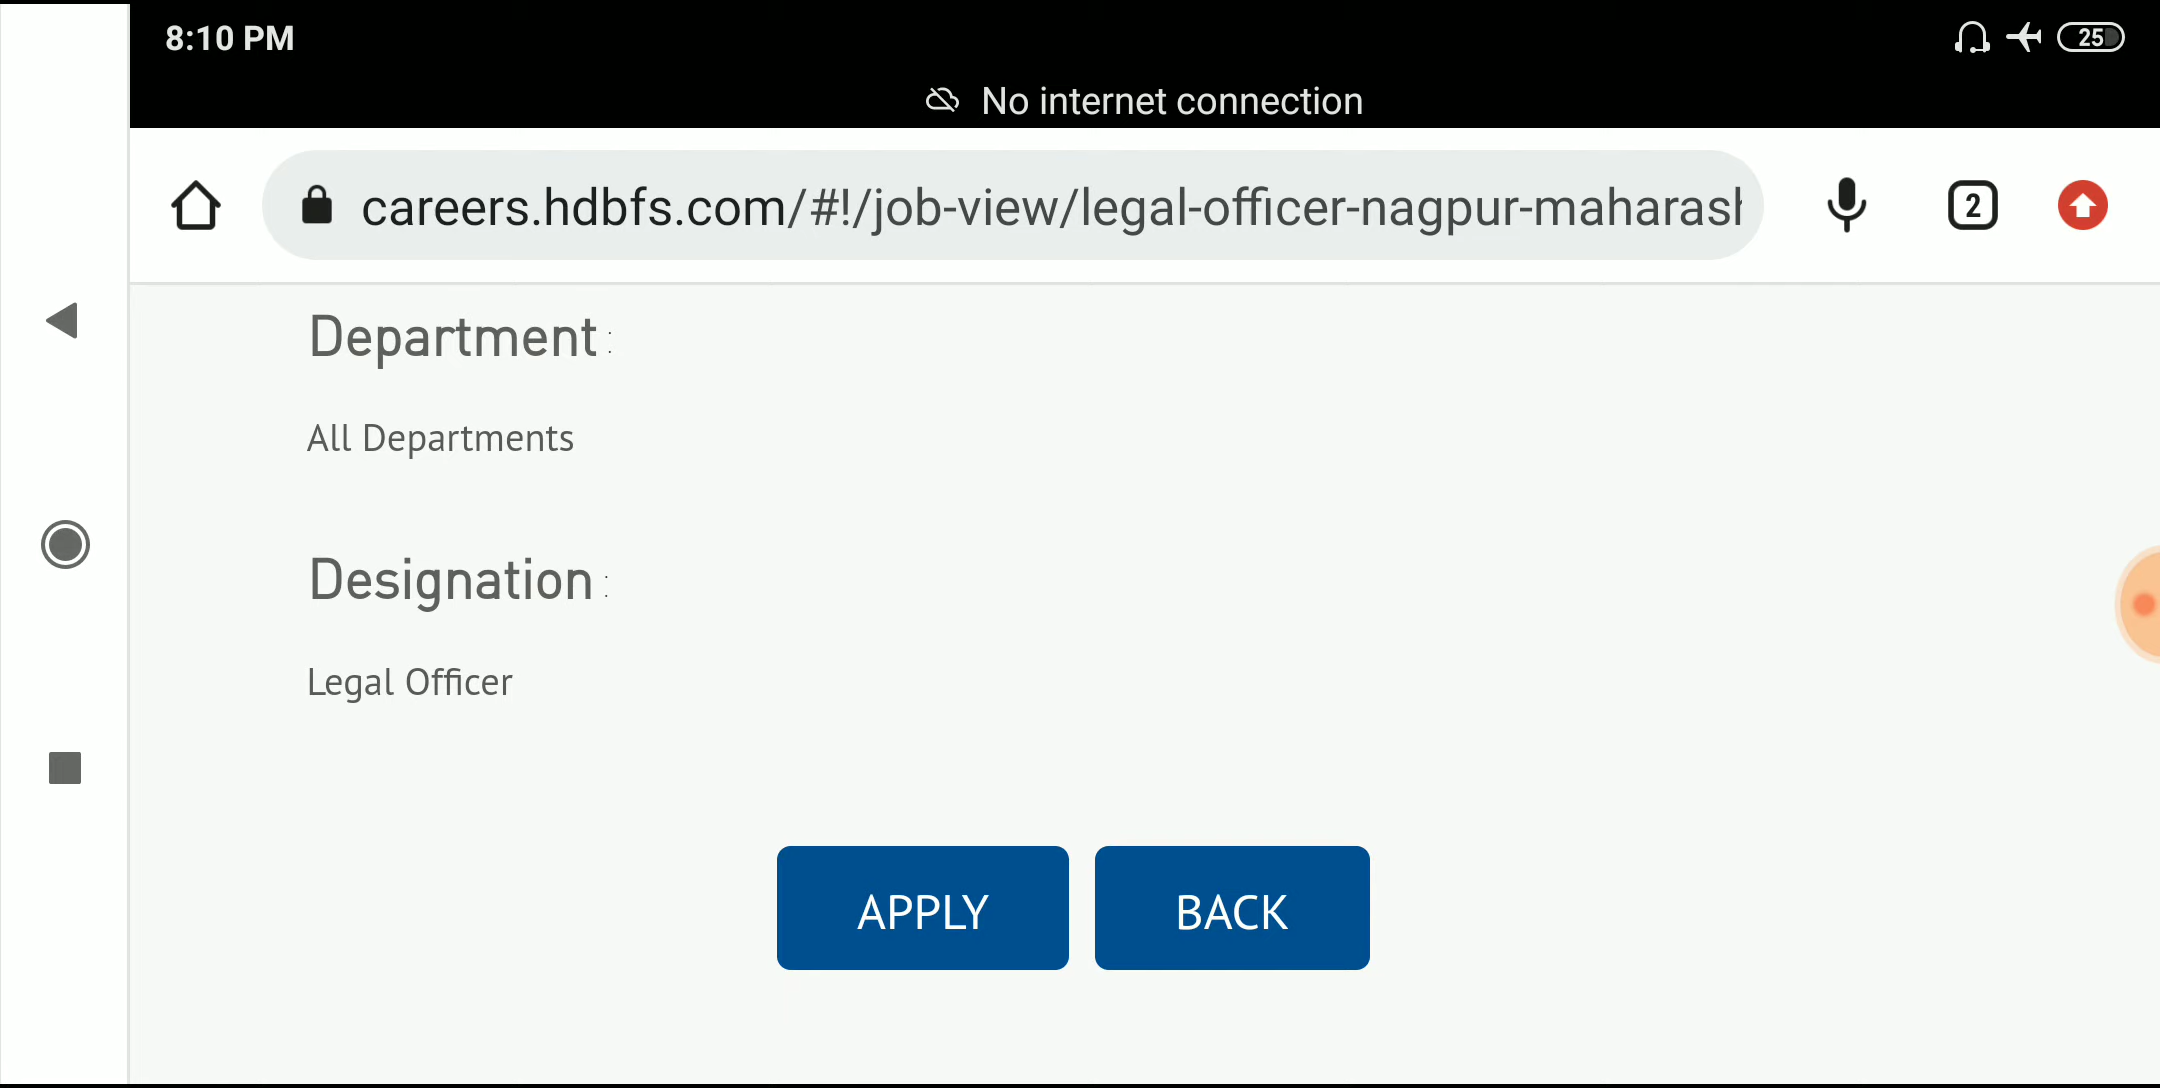 8:10 PM
25
No internet connection
careers.hdbfs.com/#!/job-view/legal-officer-nagpur-maharash
2
Department :
All Departments
Designation :
Legal Officer
APPLY
BACK